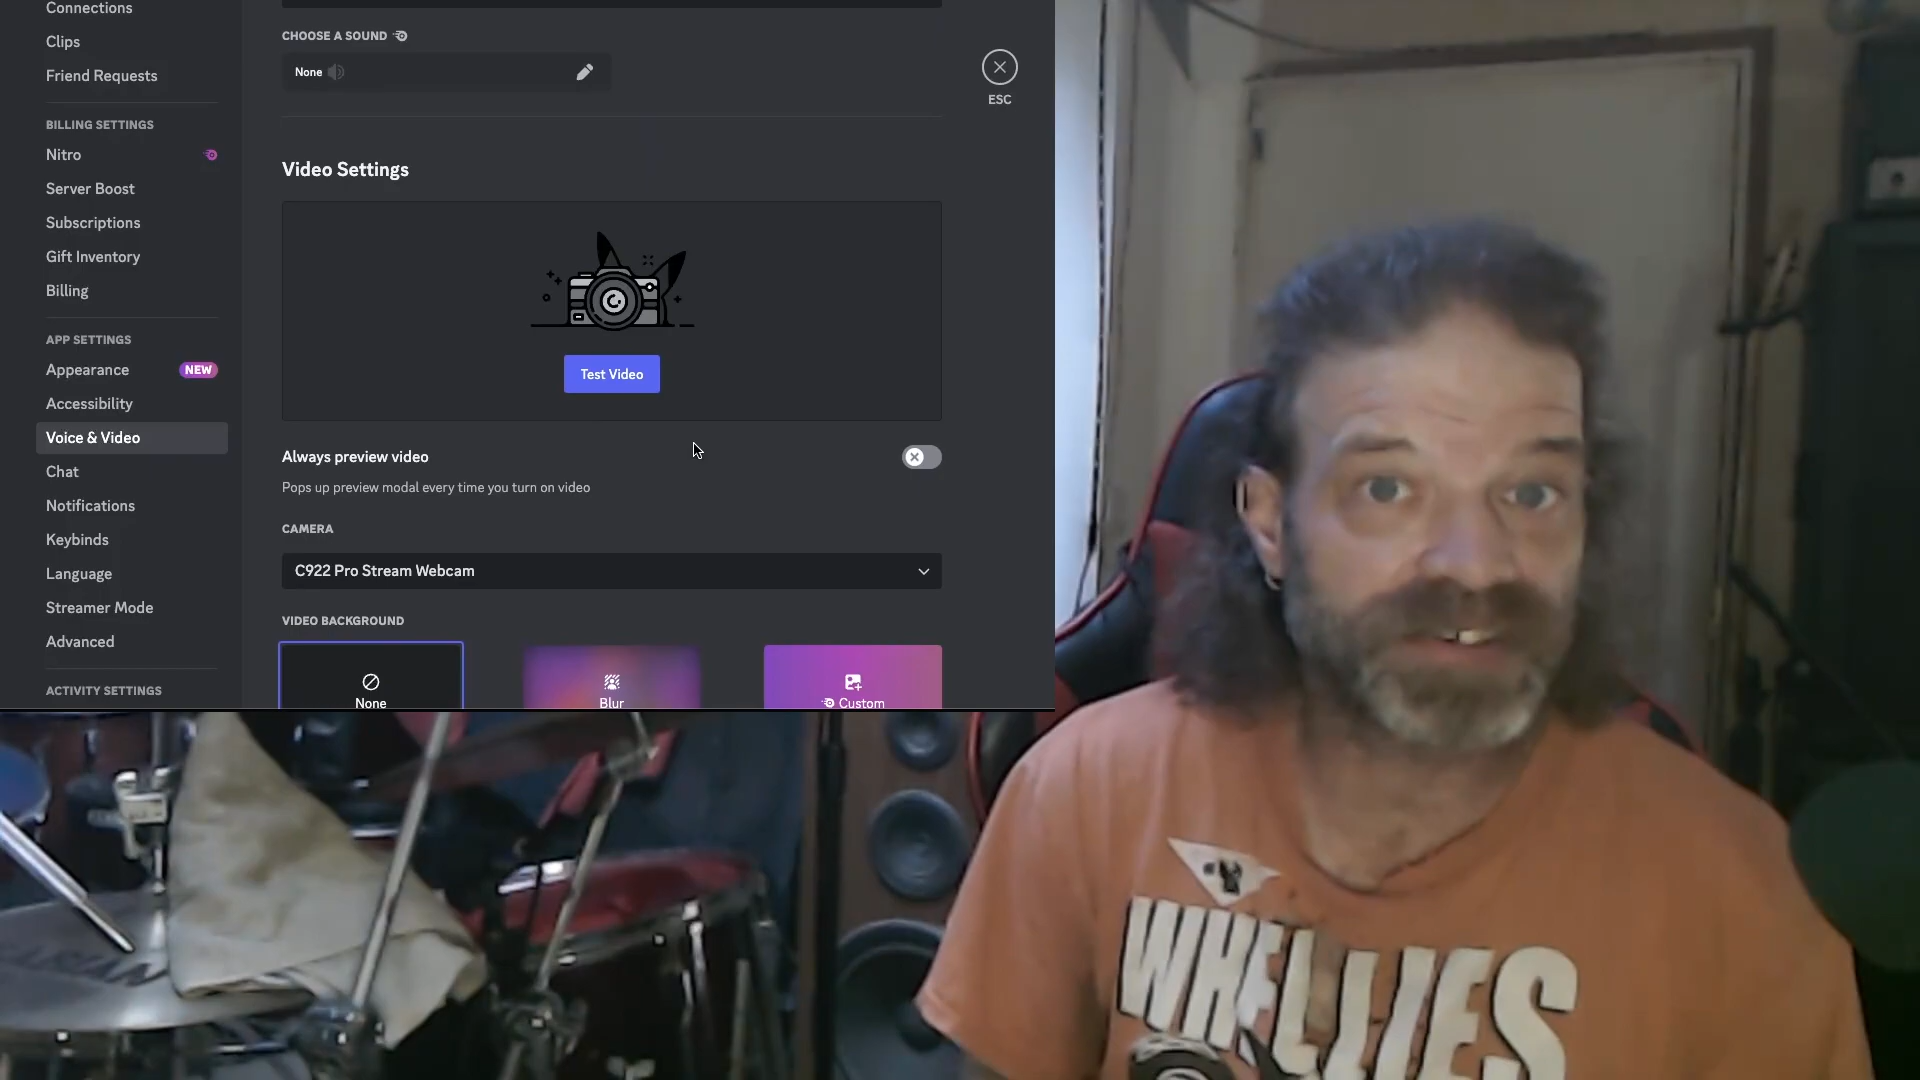 Connections
Clips
Friend Requests
BILLING SETTINGS
Nitro
Server Boost
Subscriptions
Gift Inventory
Billing
APP SETTINGS
Appearance
NEW
Accessibility
Voice & Video
Chat
Notifications
Keybinds
Language
Streamer Mode
Advanced
ACTIVITY SETTINGS
CHOOSE A SOUND
None
ESC
Video Settings
Test Video
Always preview video
Pops up preview modal every time you turn on video
CAMERA
C922 Pro Stream Webcam
VIDEO BACKGROUND
None
Blur
Custom
WHELLIES